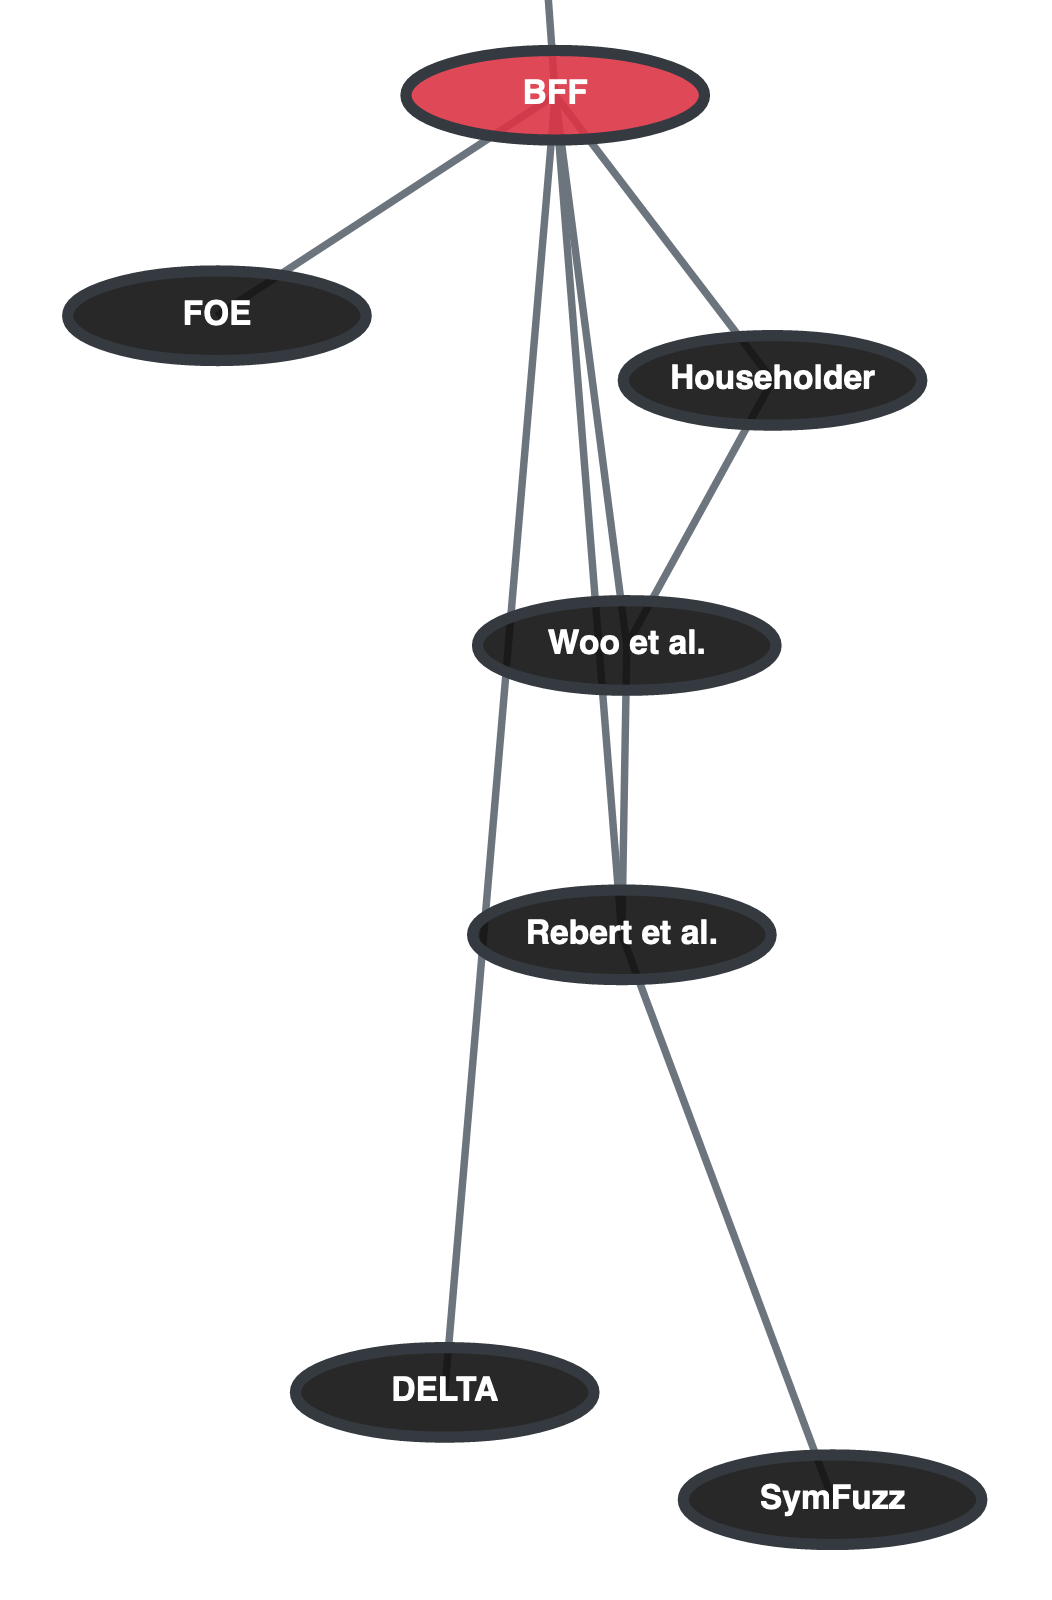 BFF
FOE
Householder
Woo et al.
Rebert et al.
DELTA
SymFuzz